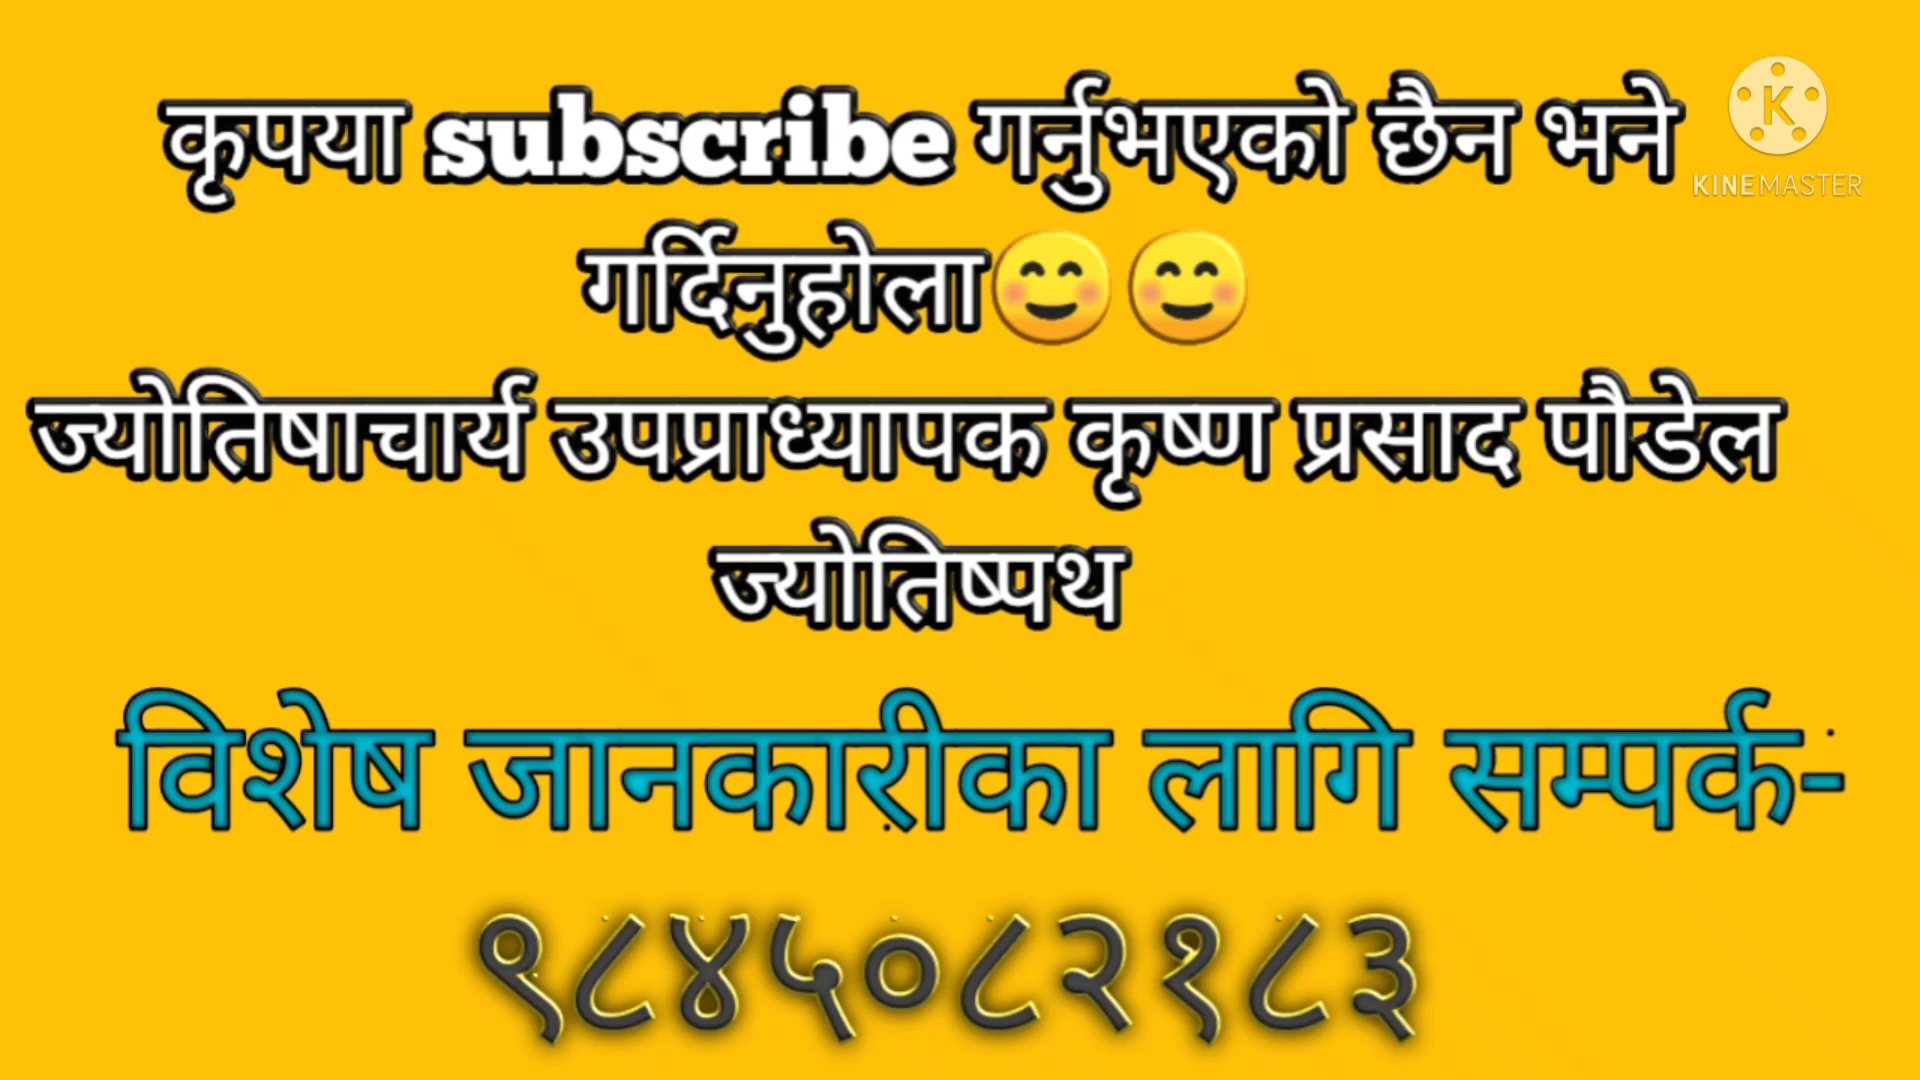 कृपया subscribe गर्नुभएको छैन भने
गर्दिनुहोला😊😊
ज्योतिषाचार्य उपप्राध्यापक कृष्ण प्रसाद पौडेल
ज्योतिष्पथ
विशेष जानकारीका लागि सम्पर्क-
९८४५०८२१८३
K
KINEMASTER